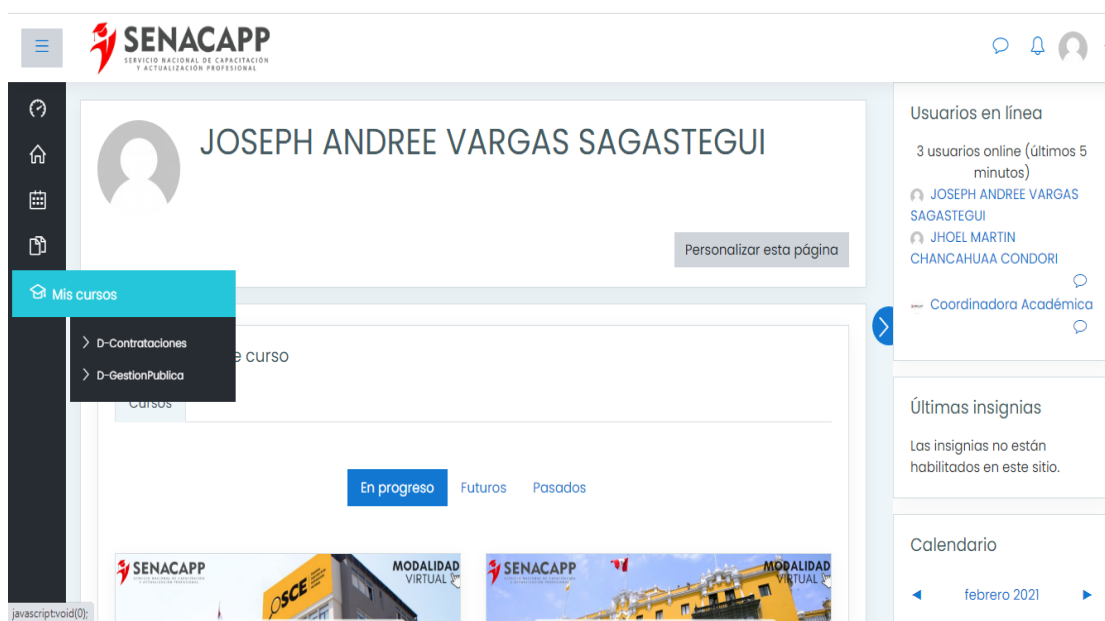 SENACAPP
SERVICIO NACIONAL DE CAPACITACIÓN
Y ACTUALIZACIÓN PROFESIONAL
JOSEPH ANDREE VARGAS SAGASTEGUI
Personalizar esta página
Mis cursos
D-Contrataciones
D-GestionPublica
e curso
Cursos
En progreso Futuros Pasados
SENACAPP
MODALIDAD
VIRTUAL
OSCE
SENACAPP
MODALIDAD
VIRTUAL
javascript:void(0);
Usuarios en línea
3 usuarios online (últimos 5
minutos)
JOSEPH ANDREE VARGAS
SAGASTEGUI
JHOEL MARTIN
CHANCAHUAA CONDORI
Coordinadora Académica
Últimas insignias
Las insignias no están
habilitados en este sitio.
Calendario
◄ febrero 2021 ►